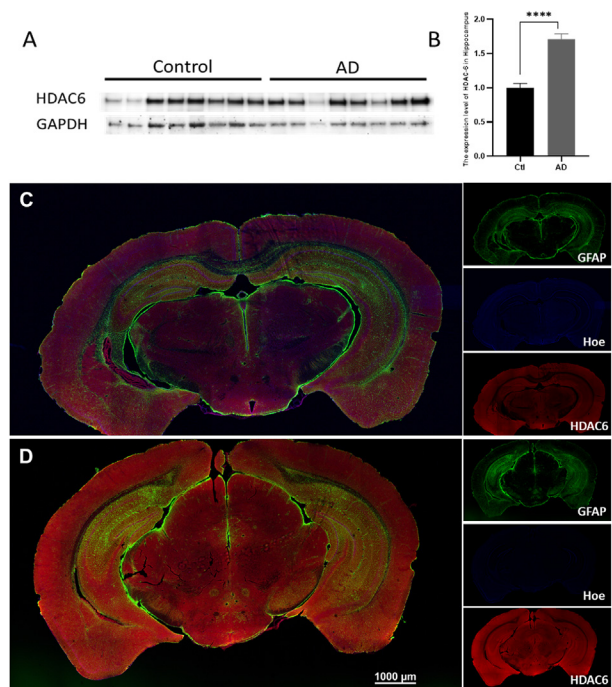 A
Control
AD
HDAC6
GAPDH
B
****
The expression level of HDAC-6 in Hippocampus
2.0
1.5
1.0
0.5
0.0
Ctl
AD
C
GFAP
Hoe
HDAC6
D
1000 µm
GFAP
Hoe
HDAC6